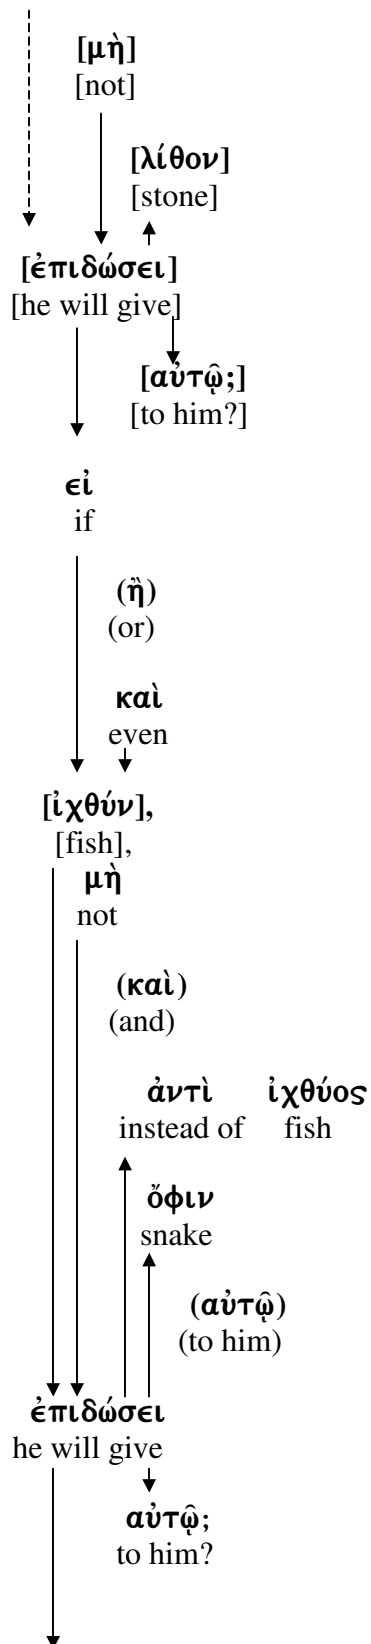 [μὴ]
[not]
[λίθον]
[stone]
[ἐπιδώσει]
[he will give]
[αὐτῷ;]
[to him?]
εἰ
if
(ἢ)
(or)
καὶ
even
[ἰχθύν],
[fish],
μὴ
not
(καὶ)
(and)
ἀντὶ ἰχθύος
instead of fish
ὄφιν
snake
(αὐτῷ)
(to him)
ἐπιδώσει
he will give
αὐτῷ;
to him?